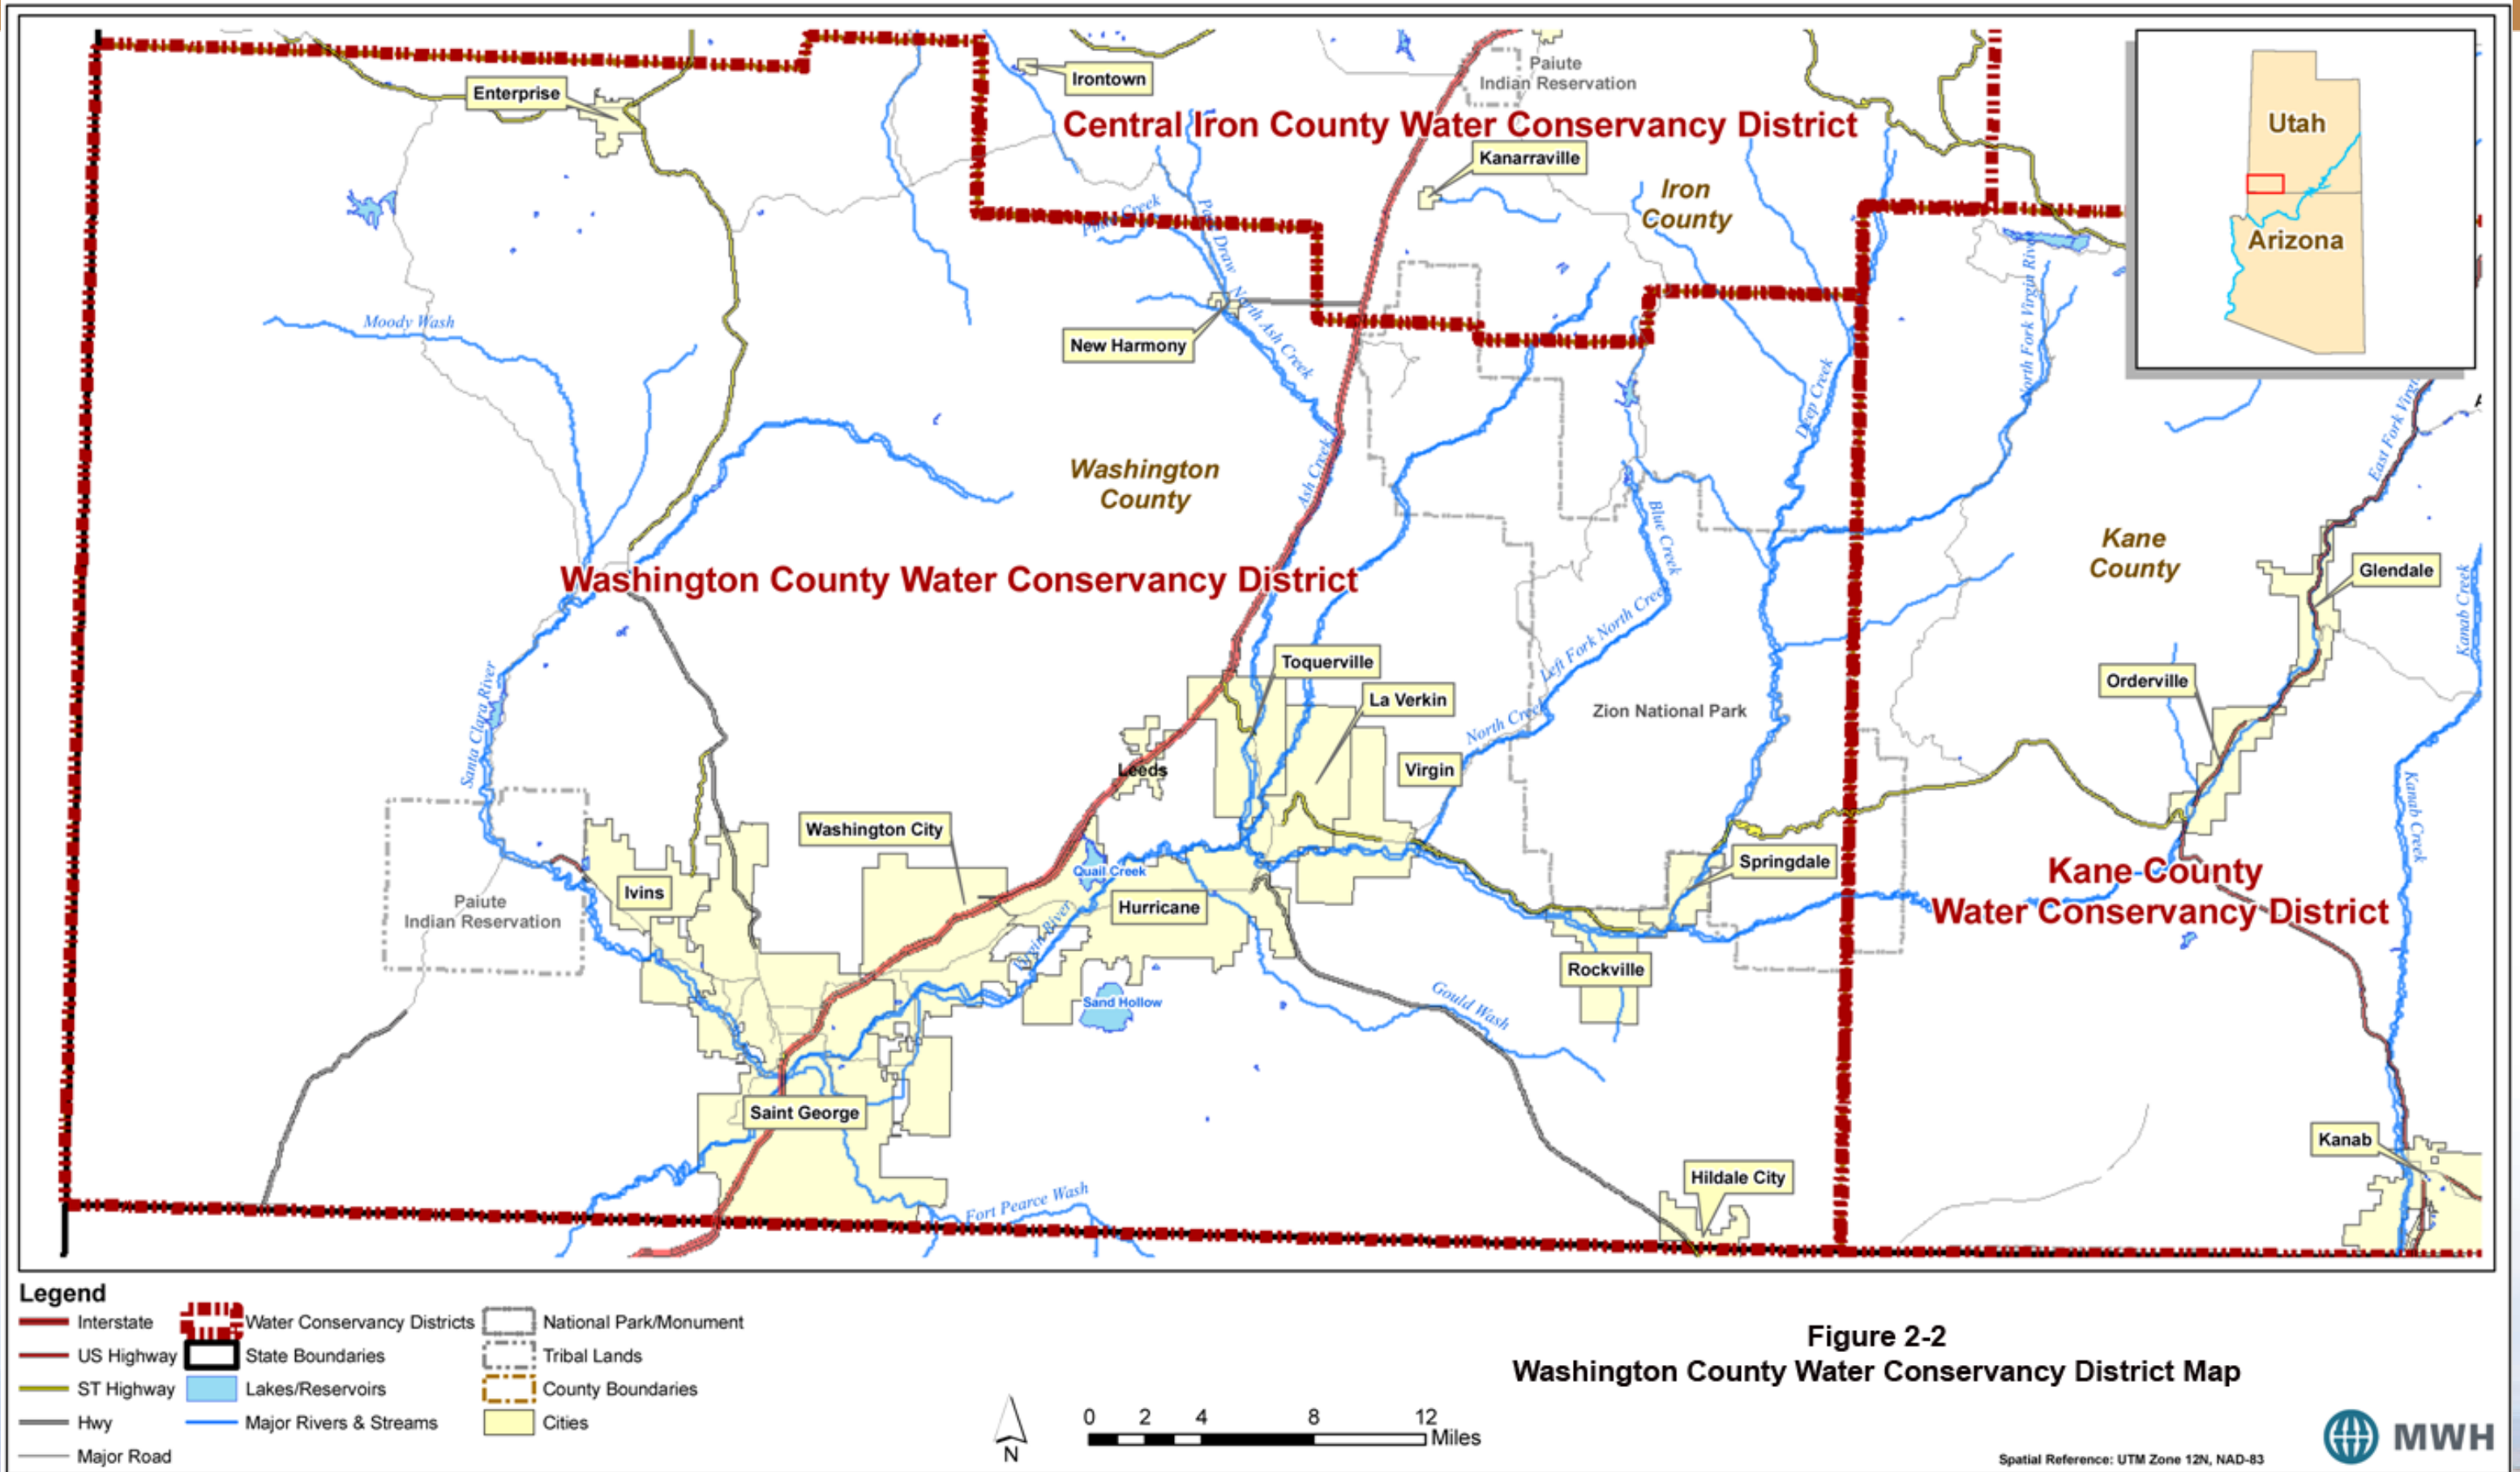 Paiute
Indian Reservation
Irontown
Enterprise
Central Iron County Water Conservancy District
Utah
Kanarraville
Iron
County
Pinto Creek
Arizona
North Fork Virgin River
Moody Wash
North Ash Creek
New Harmony
Deep Creek
Washington
County
Ash Creek
Blue Creek
Kane
County
Glendale
Washington County Water Conservancy District
Kanab Creek
Left Fork North Creek
Toquerville
Orderville
La Verkin
Santa Clara River
Zion National Park
North Creek
Leeds
Virgin
Kanab Creek
Washington City
Springdale
Quail Creek
Kane County
Water Conservancy District
Ivins
Paiute
Indian Reservation
Hurricane
Virgin River
Rockville
Sand Hollow
Gould Wash
Saint George
Kanab
Hildale City
Fort Pearce Wash
Legend
Interstate
US Highway
ST Highway
Hwy
Major Road
Water Conservancy Districts
State Boundaries
Lakes/Reservoirs
Major Rivers & Streams
National Park/Monument
Tribal Lands
County Boundaries
Cities
N
0 2 4 8 12
Miles
Figure 2-2
Washington County Water Conservancy District Map
MWH
Spatial Reference: UTM Zone 12N, NAD-83